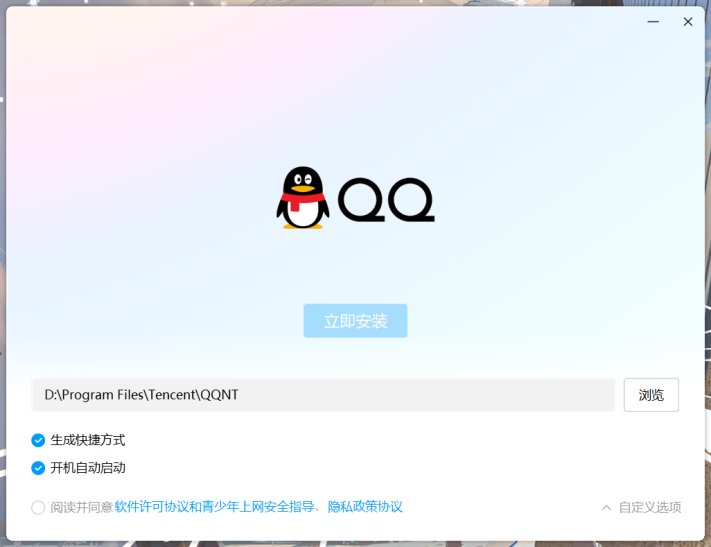 QQ
立即安装
D:\Program Files\Tencent\QQNT
浏览
生成快捷方式
开机自动启动
阅读并同意软件许可协议和青少年上网安全指导、隐私政策协议
自定义选项